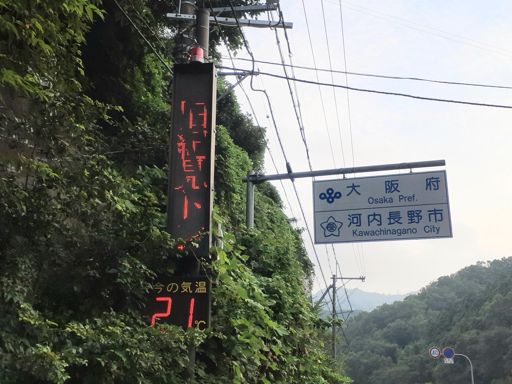 大阪府
Osaka Pref.
河内長野市
Kawachinagano City
今の気温
21℃